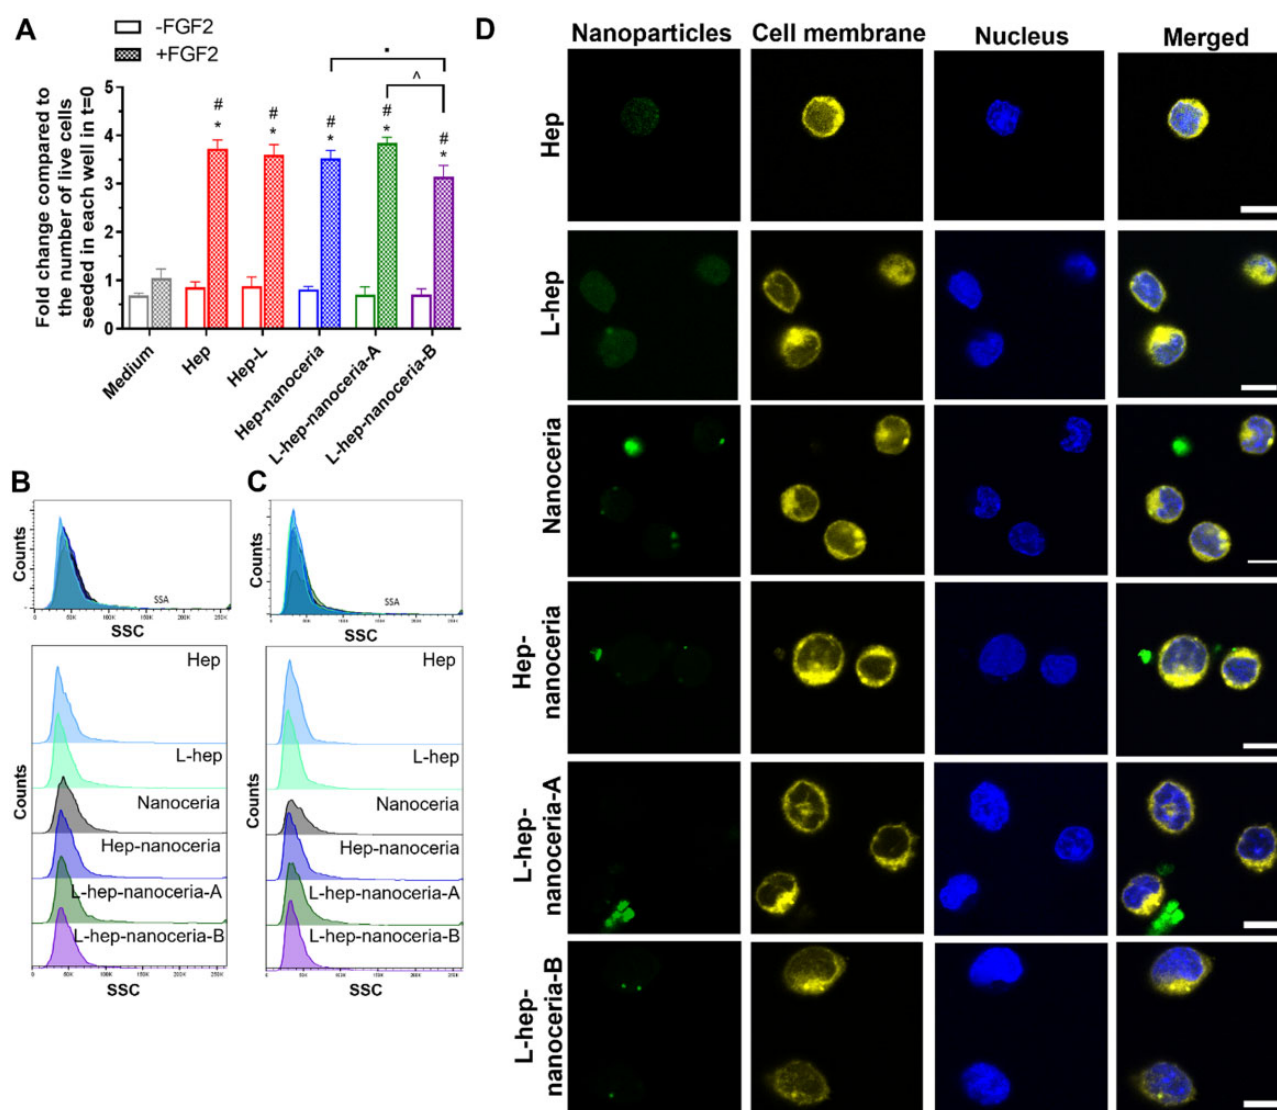 A
-FGF2
+FGF2
Fold change compared to
the number of live cells
seeded in each well in t=0
5
4
3
2
1
0
# # # # #
* * * * *
^
Medium
Hep
Hep-L
Hep-nanoceria
L-hep-nanoceria-A
L-hep-nanoceria-B
B
Counts
SSA
SSC
Hep
L-hep
Nanoceria
Hep-nanoceria
L-hep-nanoceria-A
L-hep-nanoceria-B
Counts
SSC
C
Counts
SSA
SSC
Hep
L-hep
Nanoceria
Hep-nanoceria
L-hep-nanoceria-A
L-hep-nanoceria-B
Counts
SSC
D
Nanoparticles
Cell membrane
Nucleus
Merged
Hep
L-hep
Nanoceria
Hep-
nanoceria
L-hep-
nanoceria-A
L-hep-
nanoceria-B